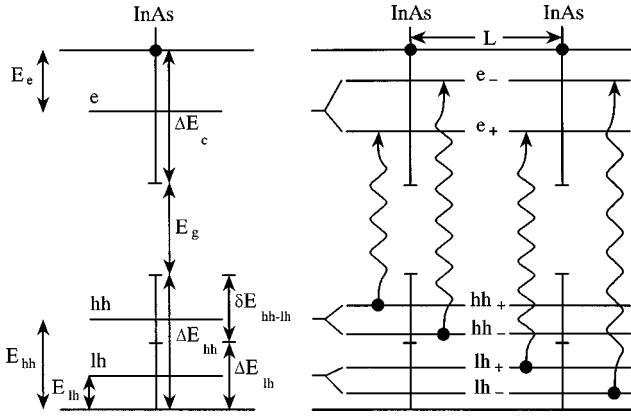 InAs
E_e
e
ΔE_c
E_g
hh
δE_hh-lh
ΔE_hh
E_hh
lh
ΔE_lh
E_lh
InAs
InAs
L
e_-
e_+
hh_+
hh_-
lh_+
lh_-